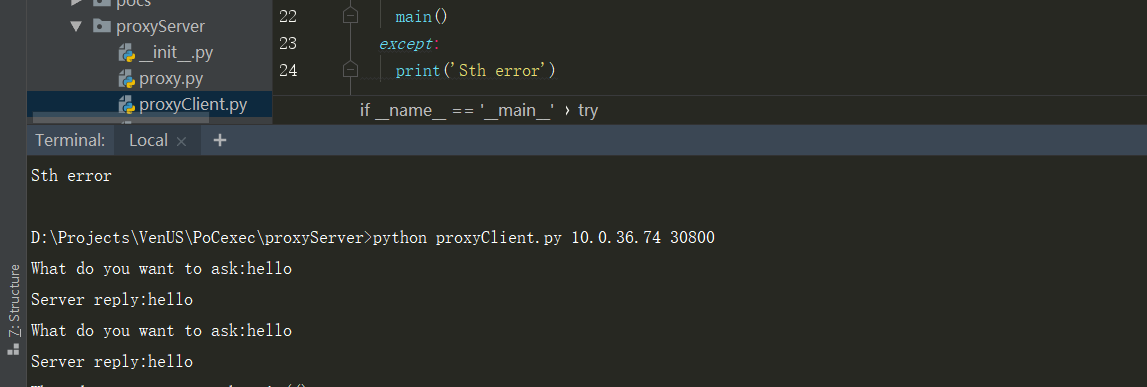 pocs
proxyServer
__init__.py
proxy.py
proxyClient.py
22 main()
23 except:
24 print('Sth error')
if __name__ == '__main__' › try
Terminal: Local × +
Sth error
D:\Projects\VenUS\PoCexec\proxyServer>python proxyClient.py 10.0.36.74 30800
What do you want to ask:hello
Server reply:hello
What do you want to ask:hello
Server reply:hello
7: Structure